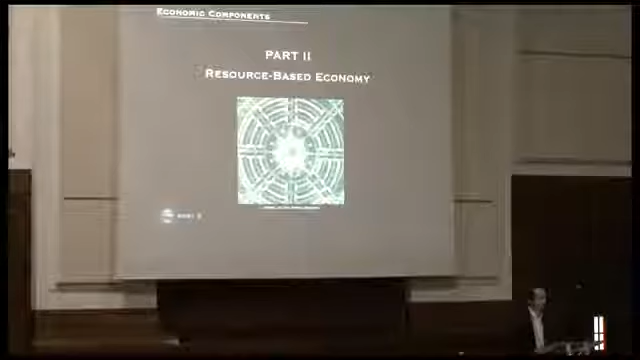 ECONOMIC COMPONENTS
PART II
RESOURCE-BASED ECONOMY